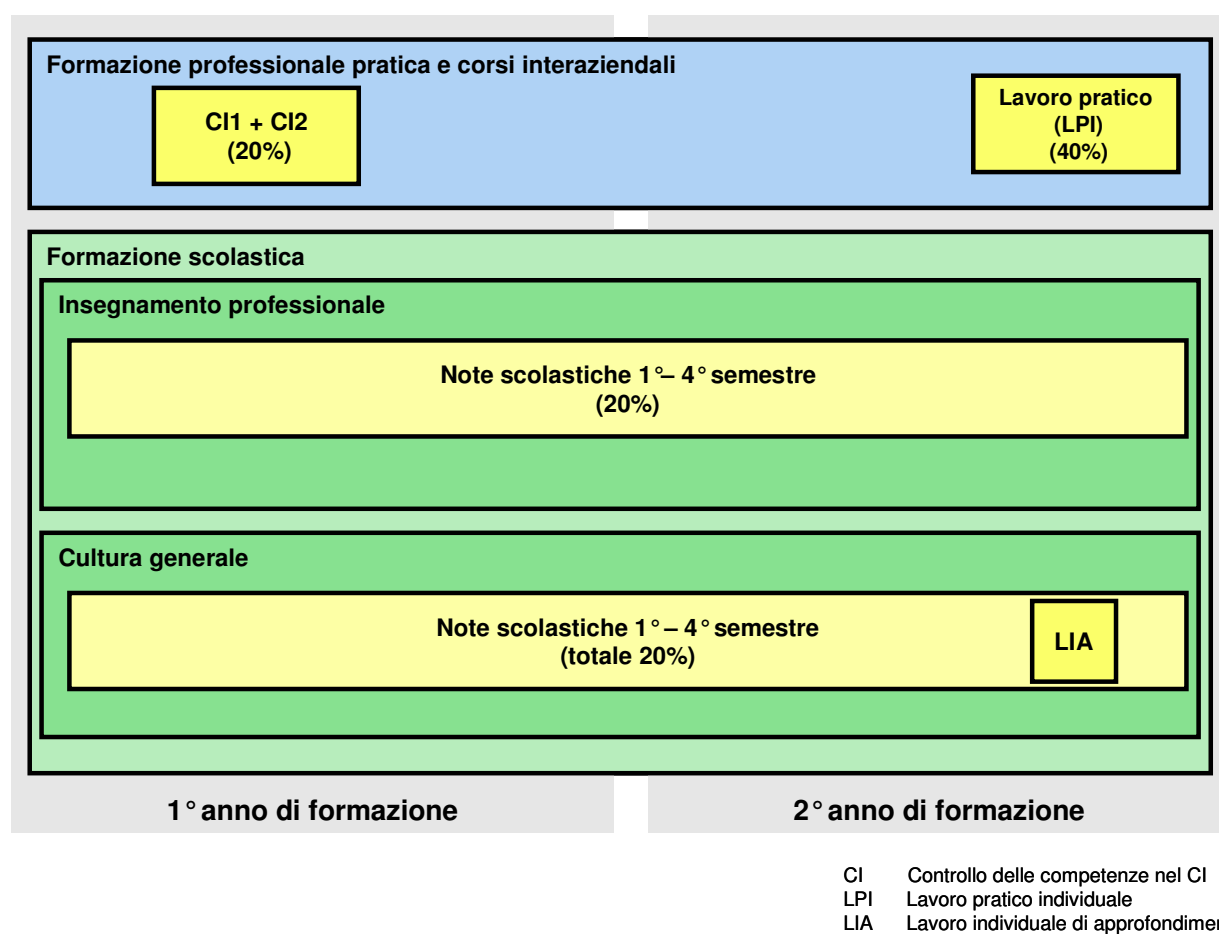 Formazione professionale pratica e corsi interaziendali
CI1 + CI2
(20%)
Lavoro pratico
(LPI)
(40%)
Formazione scolastica
Insegnamento professionale
Note scolastiche 1°– 4° semestre
(20%)
Cultura generale
Note scolastiche 1° – 4° semestre
(totale 20%)
LIA
1° anno di formazione
2° anno di formazione
CI Controllo delle competenze nel CI
LPI Lavoro pratico individuale
LIA Lavoro individuale di